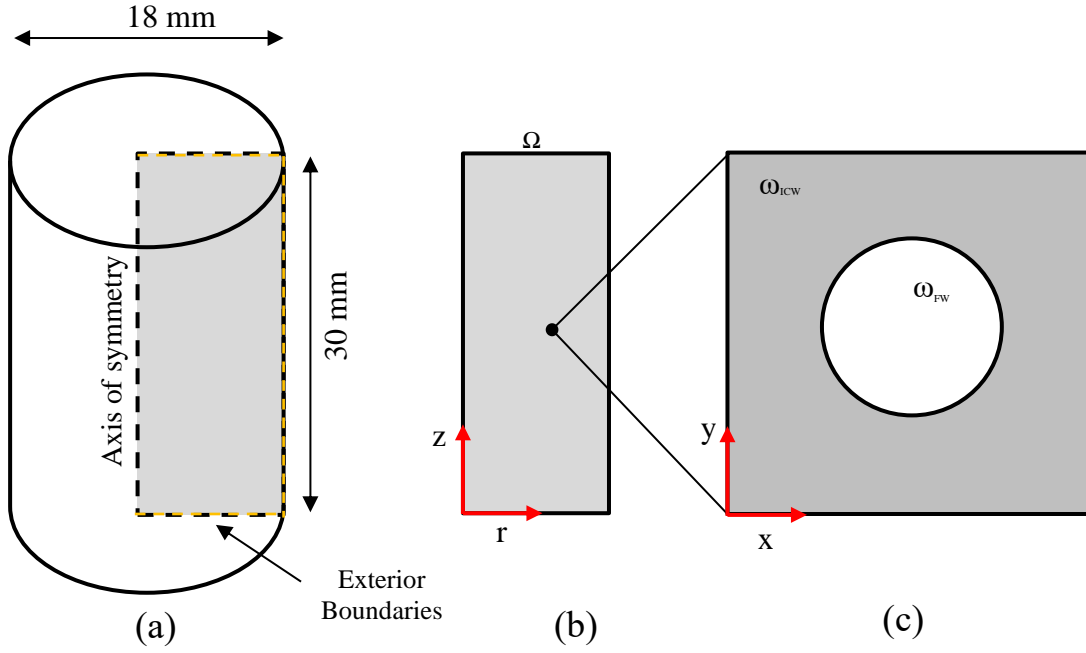 18 mm
Axis of symmetry
30 mm
Exterior
Boundaries
(a)
Ω
z
r
(b)
ω_ICW
ω_FW
y
x
(c)